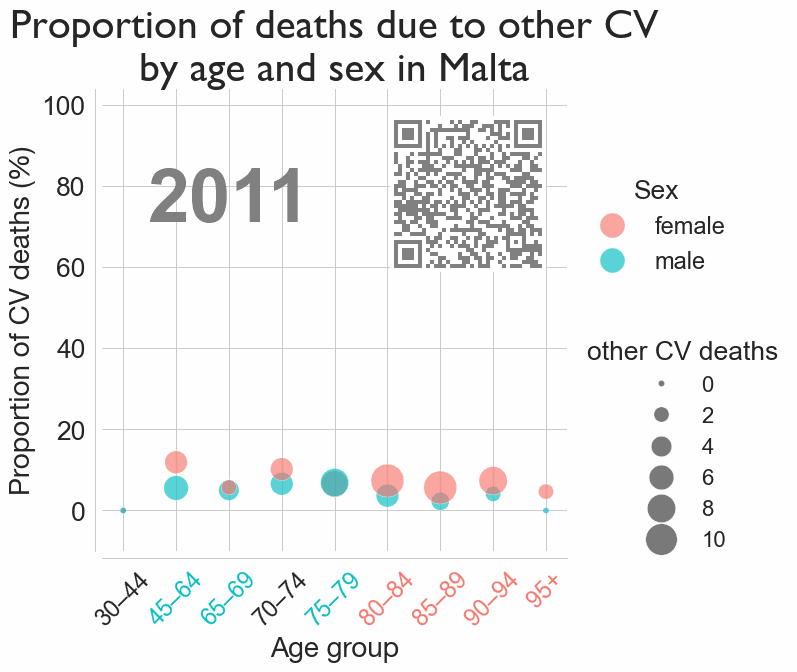 Proportion of deaths due to other CV
by age and sex in Malta
Proportion of CV deaths (%)
100
80
60
40
20
0
2011
30–44
45–64
65–69
70–74
75–79
80–84
85–89
90–94
95+
Age group
Sex
female
male
other CV deaths
0
2
4
6
8
10